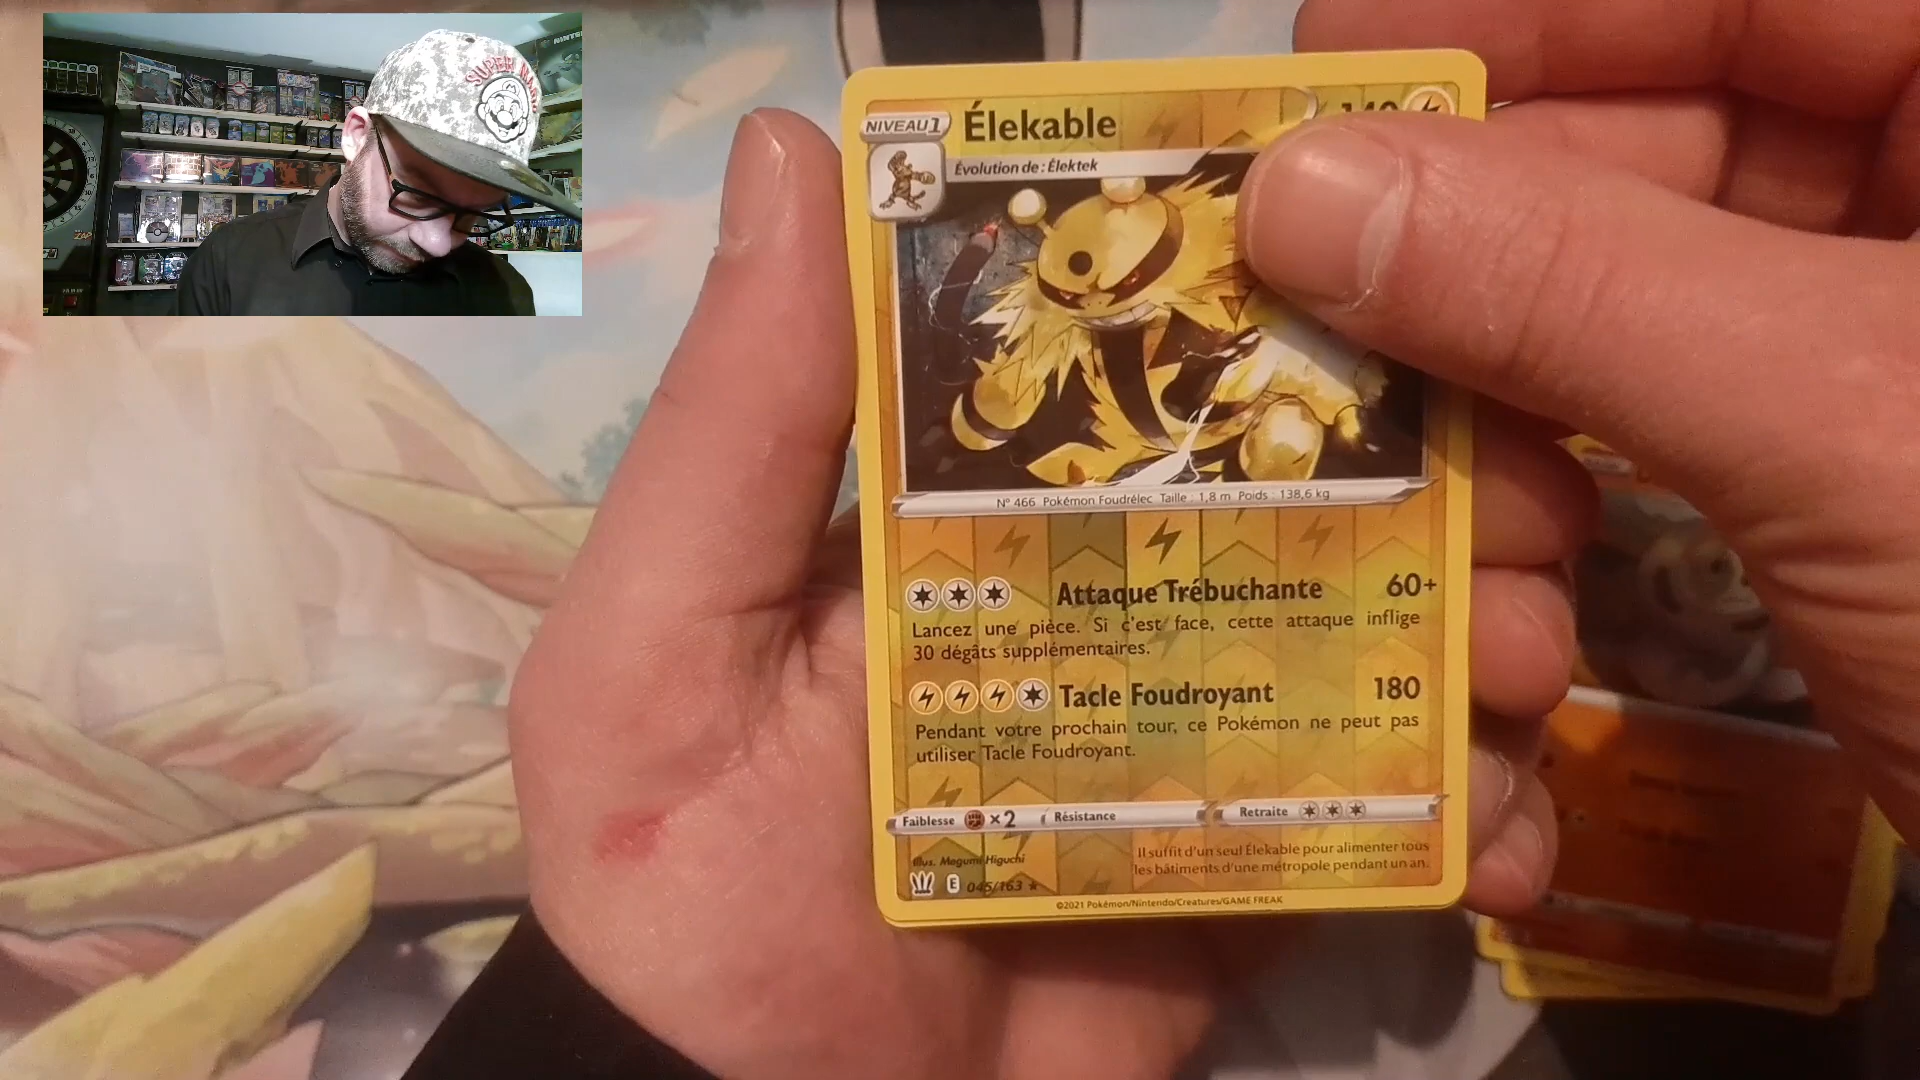 SUPER MARIO
NIVEAU 1
Élekable
140
Évolution de : Élektek
N° 466 Pokémon Foudrélec Taille : 1,8 m Poids : 138,6 kg
Attaque Trébuchante 60+
Lancez une pièce. Si c'est face, cette attaque inflige
30 dégâts supplémentaires.
Tacle Foudroyant 180
Pendant votre prochain tour, ce Pokémon ne peut pas
utiliser Tacle Foudroyant.
Faiblesse ×2 Résistance Retraite
Illus. Megumi Higuchi
Il suffit d'un seul Élekable pour alimenter tous
les bâtiments d'une métropole pendant un an.
E 045/163 ★
©2021 Pokémon/Nintendo/Creatures/GAME FREAK